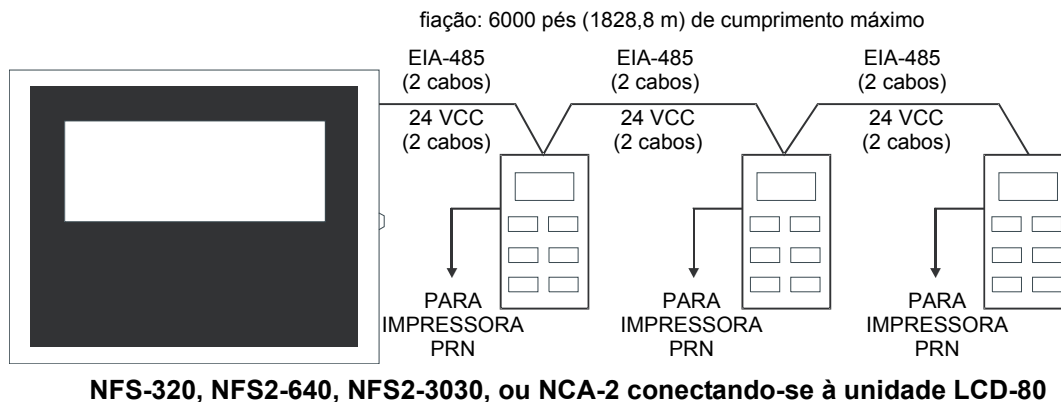 fiação: 6000 pés (1828,8 m) de cumprimento máximo
EIA-485
(2 cabos)
24 VCC
(2 cabos)
EIA-485
(2 cabos)
24 VCC
(2 cabos)
EIA-485
(2 cabos)
24 VCC
(2 cabos)
PARA
IMPRESSORA
PRN
PARA
IMPRESSORA
PRN
PARA
IMPRESSORA
PRN
NFS-320, NFS2-640, NFS2-3030, ou NCA-2 conectando-se à unidade LCD-80